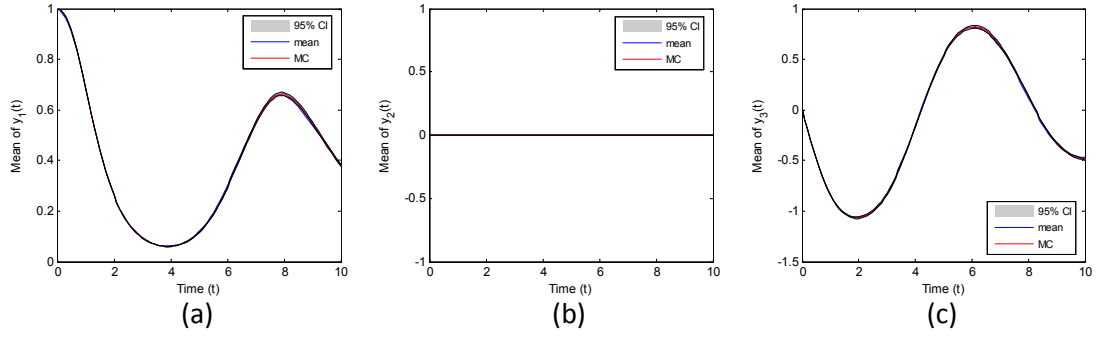 Mean of y1(t)
1
0.8
0.6
0.4
0.2
0
0 2 4 6 8 10
Time (t)
95% CI
mean
MC
(a)
Mean of y2(t)
1
0.5
0
-0.5
-1
0 2 4 6 8 10
Time (t)
95% CI
mean
MC
(b)
Mean of y3(t)
1
0.5
0
-0.5
-1
-1.5
0 2 4 6 8 10
Time (t)
95% CI
mean
MC
(c)